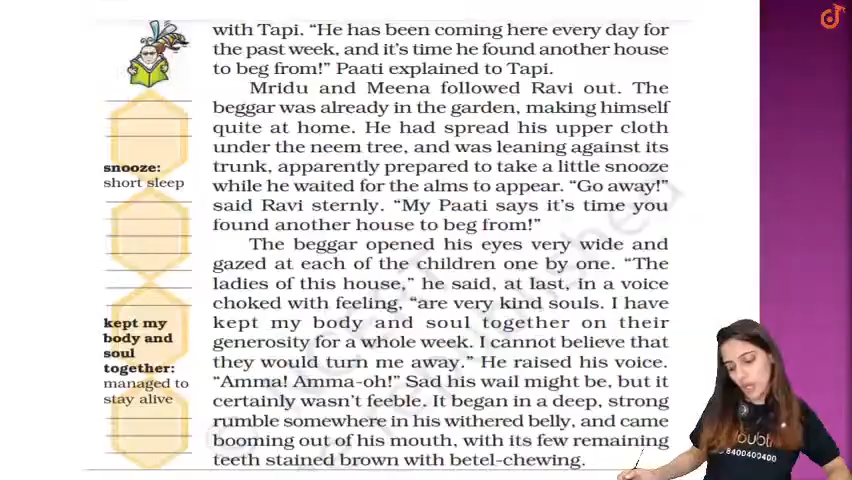 with Tapi. “He has been coming here every day for
the past week, and it’s time he found another house
to beg from!” Paati explained to Tapi.
Mridu and Meena followed Ravi out. The
beggar was already in the garden, making himself
quite at home. He had spread his upper cloth
under the neem tree, and was leaning against its
trunk, apparently prepared to take a little snooze
while he waited for the alms to appear. “Go away!”
said Ravi sternly. “My Paati says it’s time you
found another house to beg from!”
The beggar opened his eyes very wide and
gazed at each of the children one by one. “The
ladies of this house,” he said, at last, in a voice
choked with feeling, “are very kind souls. I have
kept my body and soul together on their
generosity for a whole week. I cannot believe that
they would turn me away.” He raised his voice.
“Amma! Amma-oh!” Sad his wail might be, but it
certainly wasn’t feeble. It began in a deep, strong
rumble somewhere in his withered belly, and came
booming out of his mouth, with its few remaining
teeth stained brown with betel-chewing.
snooze:
short sleep
kept my
body and
soul
together:
managed to
stay alive
8400400400